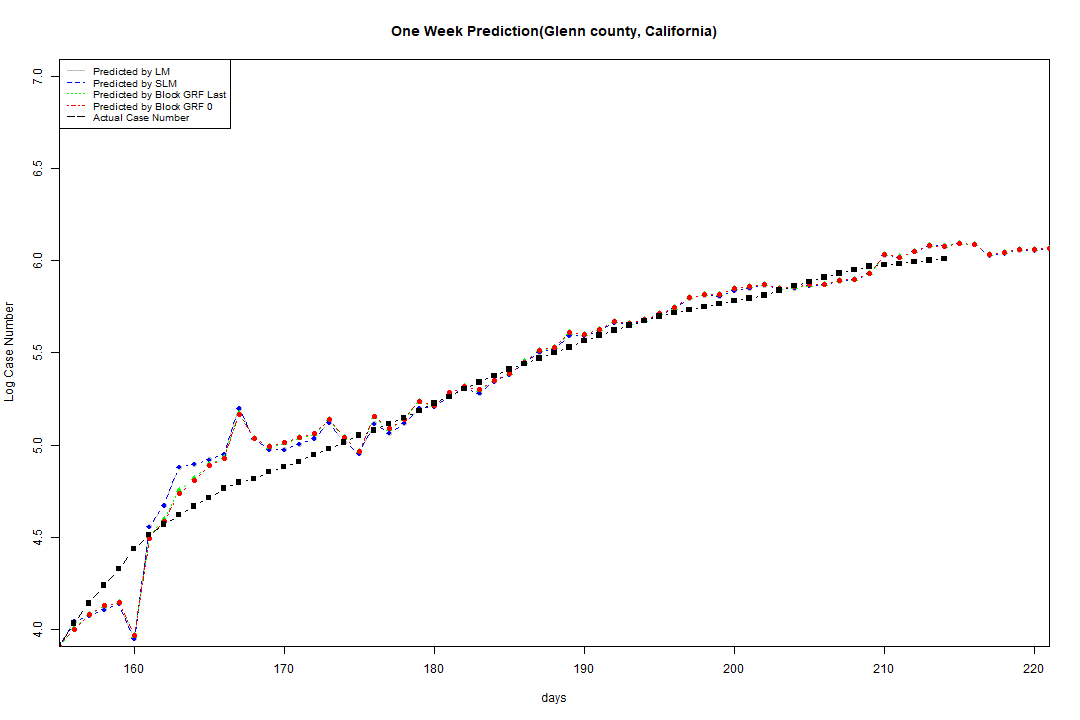 One Week Prediction(Glenn county, California)
Predicted by LM
Predicted by SLM
Predicted by Block GRF Last
Predicted by Block GRF 0
Actual Case Number
7.0
6.5
6.0
5.5
5.0
4.5
4.0
Log Case Number
160 170 180 190 200 210 220
days